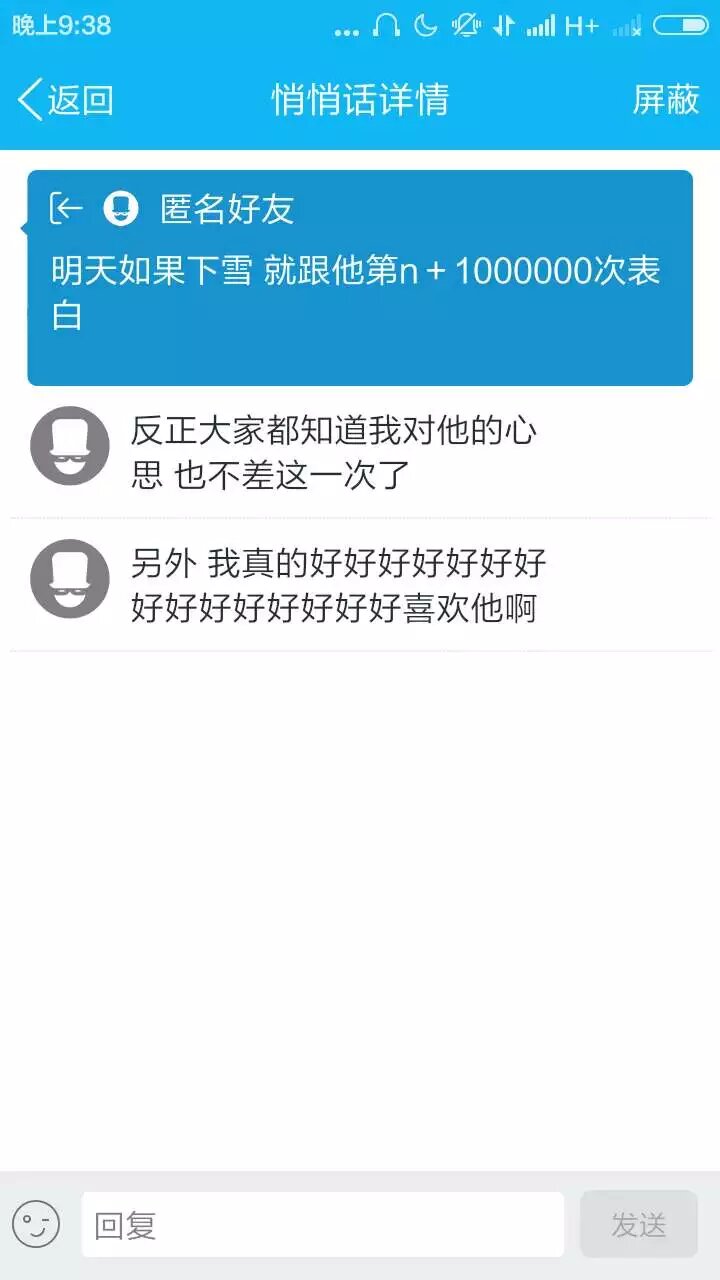 晚上9:38
H+
返回
悄悄话详情
屏蔽
匿名好友
明天如果下雪 就跟他第n + 1000000次表
白
反正大家都知道我对他的心
思 也不差这一次了
另外 我真的好好好好好好好
好好好好好好好好喜欢他啊
回复
发送